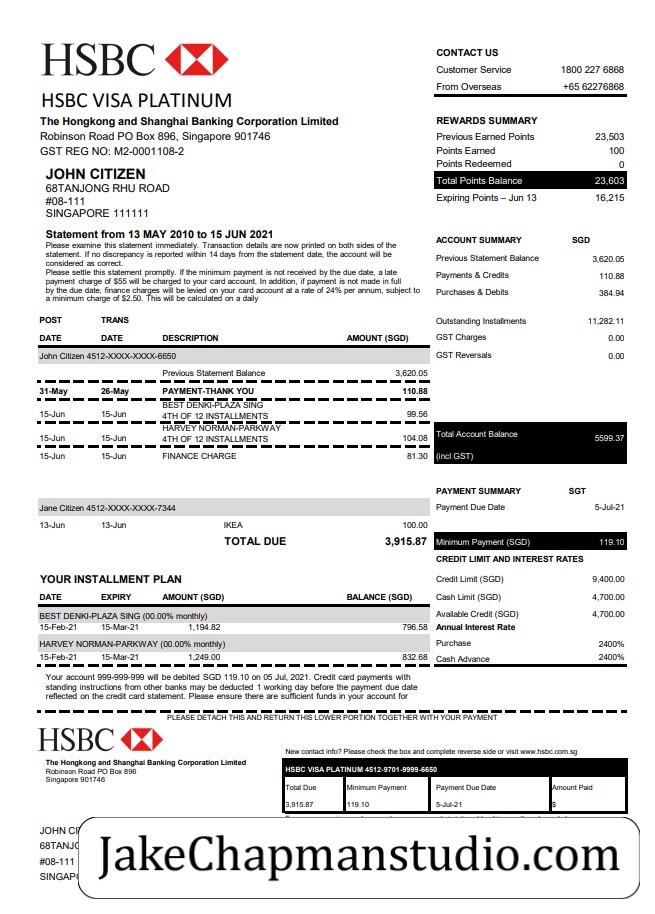 HSBC
HSBC VISA PLATINUM
The Hongkong and Shanghai Banking Corporation Limited
Robinson Road PO Box 896, Singapore 901746
GST REG NO: M2-0001108-2
JOHN CITIZEN
68TANJONG RHU ROAD
#08-111
SINGAPORE 111111
Statement from 13 MAY 2010 to 15 JUN 2021
Please examine this statement immediately. Transaction details are now printed on both sides of the
statement. If no discrepancy is reported within 14 days from the statement date, the account will be
considered as correct.
Please settle this statement promptly. If the minimum payment is not received by the due date, a late
payment charge of $55 will be charged to your card account. In addition, if payment is not made in full
by the due date, finance charges will be levied on your card account at a rate of 24% per annum, subject to
a minimum charge of $2.50. This will be calculated on a daily
POST TRANS
DATE DATE DESCRIPTION AMOUNT (SGD)
John Citizen 4512-XXXX-XXXX-6650
Previous Statement Balance 3,620.05
31-May 26-May PAYMENT-THANK YOU 110.88
BEST DENKI-PLAZA SING
15-Jun 15-Jun 4TH OF 12 INSTALLMENTS 99.56
HARVEY NORMAN-PARKWAY
15-Jun 15-Jun 4TH OF 12 INSTALLMENTS 104.08
15-Jun 15-Jun FINANCE CHARGE 81.30
Jane Citizen 4512-XXXX-XXXX-7344
13-Jun 13-Jun IKEA 100.00
TOTAL DUE 3,915.87
YOUR INSTALLMENT PLAN
DATE EXPIRY AMOUNT (SGD) BALANCE (SGD)
BEST DENKI-PLAZA SING (00.00% monthly)
15-Feb-21 15-Mar-21 1,194.82 796.58
HARVEY NORMAN-PARKWAY (00.00% monthly)
15-Feb-21 15-Mar-21 1,249.00 832.68
Your account 999-999-999 will be debited SGD 119.10 on 05 Jul, 2021. Credit card payments with
standing instructions from other banks may be deducted 1 working day before the payment due date
reflected on the credit card statement. Please ensure there are sufficient funds in your account for
CONTACT US
Customer Service 1800 227 6868
From Overseas +65 62276868
REWARDS SUMMARY
Previous Earned Points 23,503
Points Earned 100
Points Redeemed 0
Total Points Balance 23,603
Expiring Points – Jun 13 16,215
ACCOUNT SUMMARY SGD
Previous Statement Balance 3,620.05
Payments & Credits 110.88
Purchases & Debits 384.94
Outstanding Installments 11,282.11
GST Charges 0.00
GST Reversals 0.00
Total Account Balance 5599.37
(incl GST)
PAYMENT SUMMARY SGT
Payment Due Date 5-Jul-21
Minimum Payment (SGD) 119.10
CREDIT LIMIT AND INTEREST RATES
Credit Limit (SGD) 9,400.00
Cash Limit (SGD) 4,700.00
Available Credit (SGD) 4,700.00
Annual Interest Rate
Purchase 2400%
Cash Advance 2400%
PLEASE DETACH THIS AND RETURN THIS LOWER PORTION TOGETHER WITH YOUR PAYMENT
HSBC
The Hongkong and Shanghai Banking Corporation Limited
Robinson Road PO Box 896
Singapore 901746
New contact info? Please check the box and complete reverse side or visit www.hsbc.com.sg
HSBC VISA PLATINUM 4512-9701-9999-6650
Total Due Minimum Payment Payment Due Date Amount Paid
3,915.87 119.10 5-Jul-21 $
JOHN
#08-111
JakeChapmanstudio.com